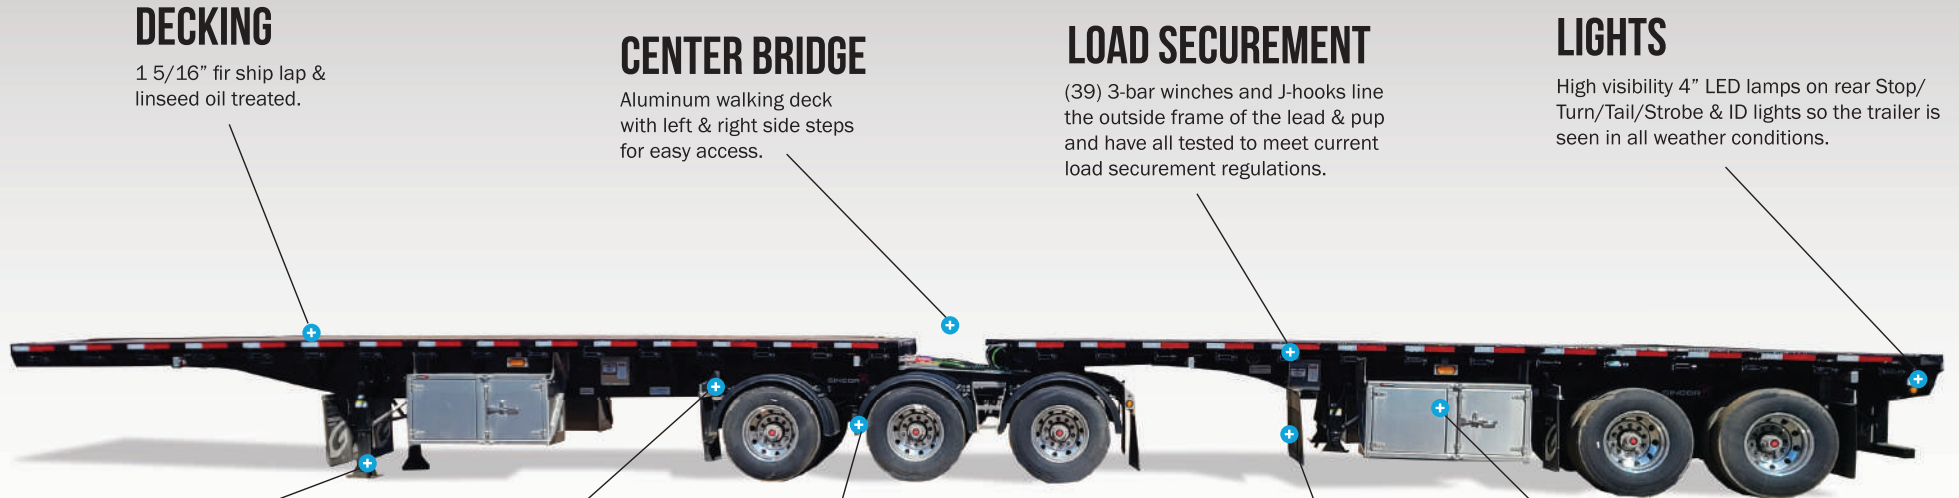 DECKING
1 5/16” fir ship lap &
linseed oil treated.
CENTER BRIDGE
Aluminum walking deck
with left & right side steps
for easy access.
LOAD SECUREMENT
(39) 3-bar winches and J-hooks line
the outside frame of the lead & pup
and have all tested to meet current
load securement regulations.
LIGHTS
High visibility 4” LED lamps on rear Stop/
Turn/Tail/Strobe & ID lights so the trailer is
seen in all weather conditions.